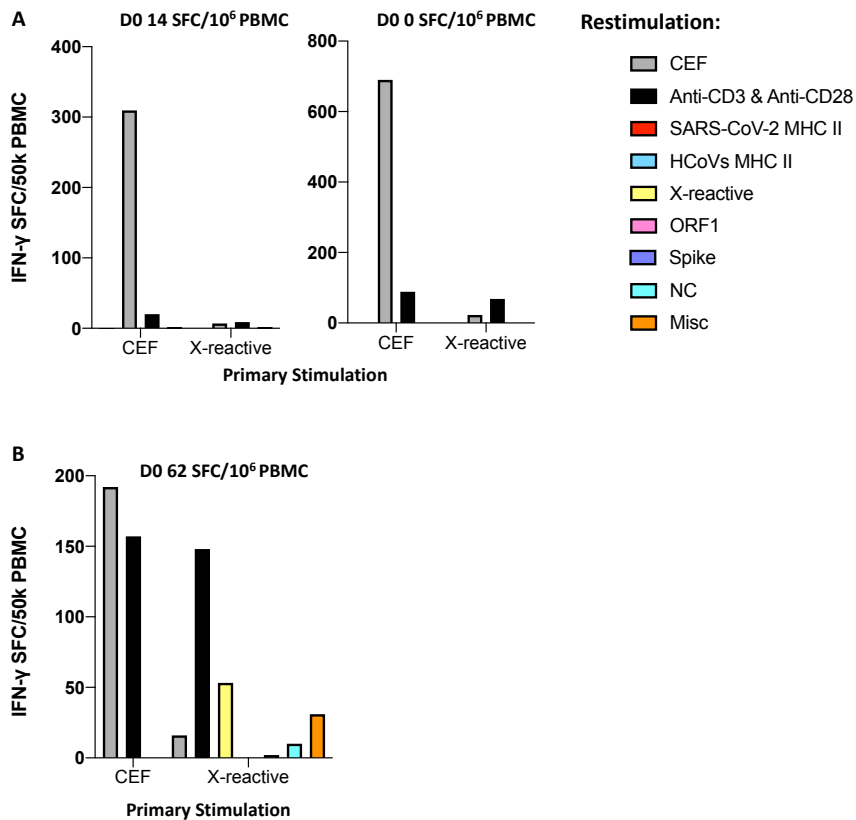 A
D0 14 SFC/10⁶ PBMC
D0 0 SFC/10⁶ PBMC
IFN-γ SFC/50k PBMC
400
300
200
100
0
CEF
X-reactive
800
600
400
200
0
CEF
X-reactive
Primary Stimulation
Restimulation:
CEF
Anti-CD3 & Anti-CD28
SARS-CoV-2 MHC II
HCoVs MHC II
X-reactive
ORF1
Spike
NC
Misc
B
D0 62 SFC/10⁶ PBMC
IFN-γ SFC/50k PBMC
200
150
100
50
0
CEF
X-reactive
Primary Stimulation